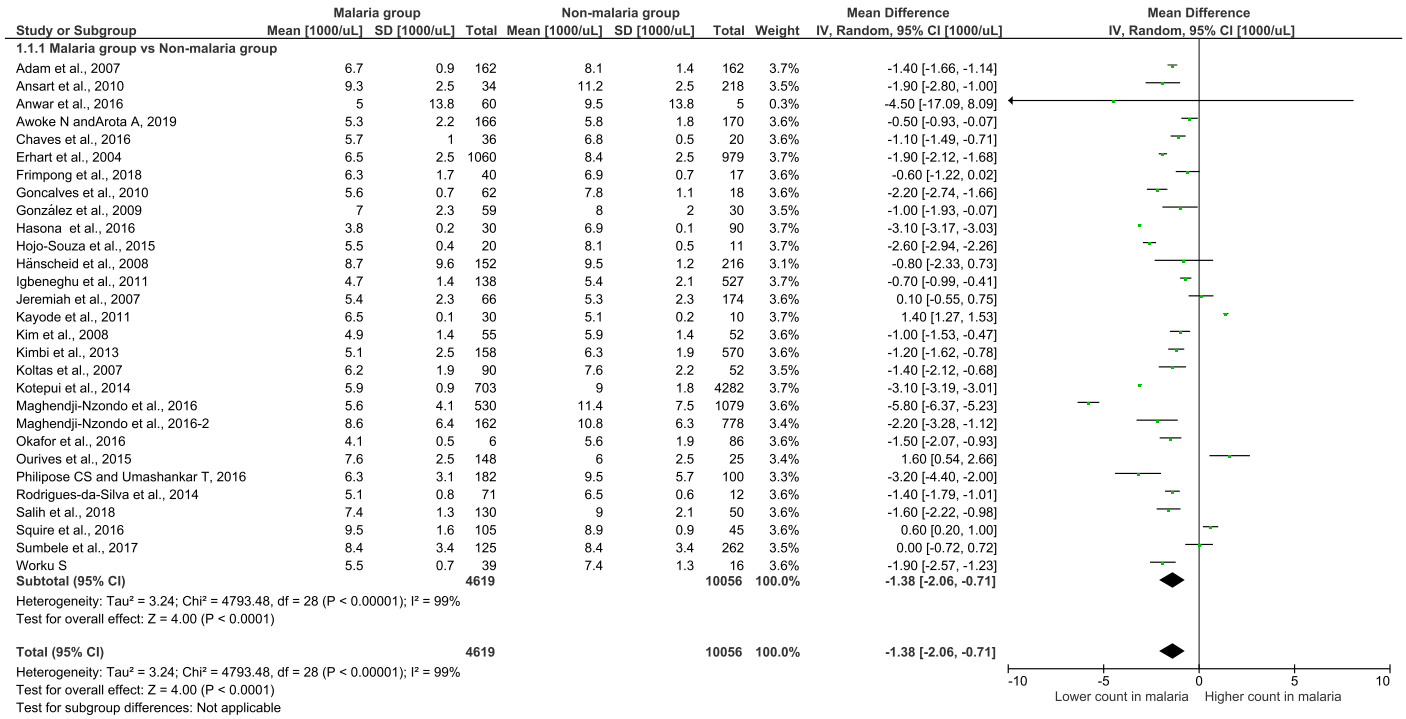 Malaria group Non-malaria group Mean Difference Mean Difference
Study or Subgroup Mean [1000/uL] SD [1000/uL] Total Mean [1000/uL] SD [1000/uL] Total Weight IV, Random, 95% CI [1000/uL] IV, Random, 95% CI [1000/uL]
1.1.1 Malaria group vs Non-malaria group
Adam et al., 2007 6.7 0.9 162 8.1 1.4 162 3.7% -1.40 [-1.66, -1.14]
Ansart et al., 2010 9.3 2.5 34 11.2 2.5 218 3.5% -1.90 [-2.80, -1.00]
Anwar et al., 2016 5 13.8 60 9.5 13.8 5 0.3% -4.50 [-17.09, 8.09]
Awoke N andArota A, 2019 5.3 2.2 166 5.8 1.8 170 3.6% -0.50 [-0.93, -0.07]
Chaves et al., 2016 5.7 1 36 6.8 0.5 20 3.6% -1.10 [-1.49, -0.71]
Erhart et al., 2004 6.5 2.5 1060 8.4 2.5 979 3.7% -1.90 [-2.12, -1.68]
Frimpong et al., 2018 6.3 1.7 40 6.9 0.7 17 3.6% -0.60 [-1.22, 0.02]
Goncalves et al., 2010 5.6 0.7 62 7.8 1.1 18 3.6% -2.20 [-2.74, -1.66]
González et al., 2009 7 2.3 59 8 2 30 3.5% -1.00 [-1.93, -0.07]
Hasona et al., 2016 3.8 0.2 30 6.9 0.1 90 3.7% -3.10 [-3.17, -3.03]
Hojo-Souza et al., 2015 5.5 0.4 20 8.1 0.5 11 3.7% -2.60 [-2.94, -2.26]
Hänscheid et al., 2008 8.7 9.6 152 9.5 1.2 216 3.1% -0.80 [-2.33, 0.73]
Igbeneghu et al., 2011 4.7 1.4 138 5.4 2.1 527 3.7% -0.70 [-0.99, -0.41]
Jeremiah et al., 2007 5.4 2.3 66 5.3 2.3 174 3.6% 0.10 [-0.55, 0.75]
Kayode et al., 2011 6.5 0.1 30 5.1 0.2 10 3.7% 1.40 [1.27, 1.53]
Kim et al., 2008 4.9 1.4 55 5.9 1.4 52 3.6% -1.00 [-1.53, -0.47]
Kimbi et al., 2013 5.1 2.5 158 6.3 1.9 570 3.6% -1.20 [-1.62, -0.78]
Koltas et al., 2007 6.2 1.9 90 7.6 2.2 52 3.6% -1.40 [-2.12, -0.68]
Kotepui et al., 2014 5.9 0.9 703 9 1.8 4282 3.7% -3.10 [-3.19, -3.01]
Maghendji-Nzondo et al., 2016 5.6 4.1 530 11.4 7.5 1079 3.6% -5.80 [-6.37, -5.23]
Maghendji-Nzondo et al., 2016-2 8.6 6.4 162 10.8 6.3 778 3.4% -2.20 [-3.28, -1.12]
Okafor et al., 2016 4.1 0.5 6 5.6 1.9 86 3.6% -1.50 [-2.07, -0.93]
Ourives et al., 2015 7.6 2.5 148 6 2.5 25 3.4% 1.60 [0.54, 2.66]
Philipose CS and Umashankar T, 2016 6.3 3.1 182 9.5 5.7 100 3.3% -3.20 [-4.40, -2.00]
Rodrigues-da-Silva et al., 2014 5.1 0.8 71 6.5 0.6 12 3.6% -1.40 [-1.79, -1.01]
Salih et al., 2018 7.4 1.3 130 9 2.1 50 3.6% -1.60 [-2.22, -0.98]
Squire et al., 2016 9.5 1.6 105 8.9 0.9 45 3.6% 0.60 [0.20, 1.00]
Sumbele et al., 2017 8.4 3.4 125 8.4 3.4 262 3.5% 0.00 [-0.72, 0.72]
Worku S 5.5 0.7 39 7.4 1.3 16 3.6% -1.90 [-2.57, -1.23]
Subtotal (95% CI) 4619 10056 100.0% -1.38 [-2.06, -0.71]
Heterogeneity: Tau² = 3.24; Chi² = 4793.48, df = 28 (P < 0.00001); I² = 99%
Test for overall effect: Z = 4.00 (P < 0.0001)
Total (95% CI) 4619 10056 100.0% -1.38 [-2.06, -0.71]
Heterogeneity: Tau² = 3.24; Chi² = 4793.48, df = 28 (P < 0.00001); I² = 99%
Test for overall effect: Z = 4.00 (P < 0.0001)
Test for subgroup differences: Not applicable
-10 -5 0 5 10
Lower count in malaria Higher count in malaria